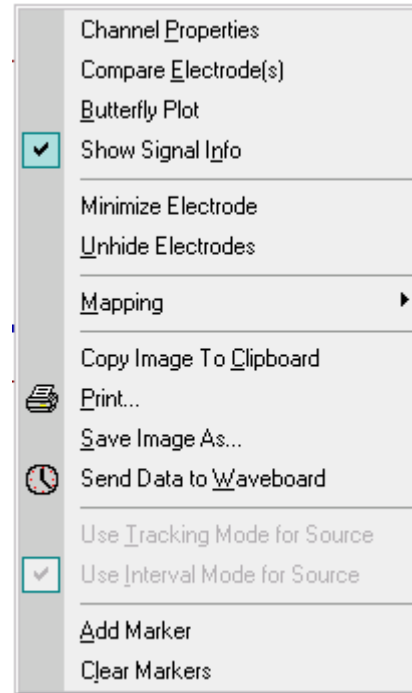 Channel Properties
Compare Electrode(s)
Butterfly Plot
Show Signal Info
Minimize Electrode
Unhide Electrodes
Mapping
Copy Image To Clipboard
Print...
Save Image As...
Send Data to Waveboard
Use Tracking Mode for Source
Use Interval Mode for Source
Add Marker
Clear Markers